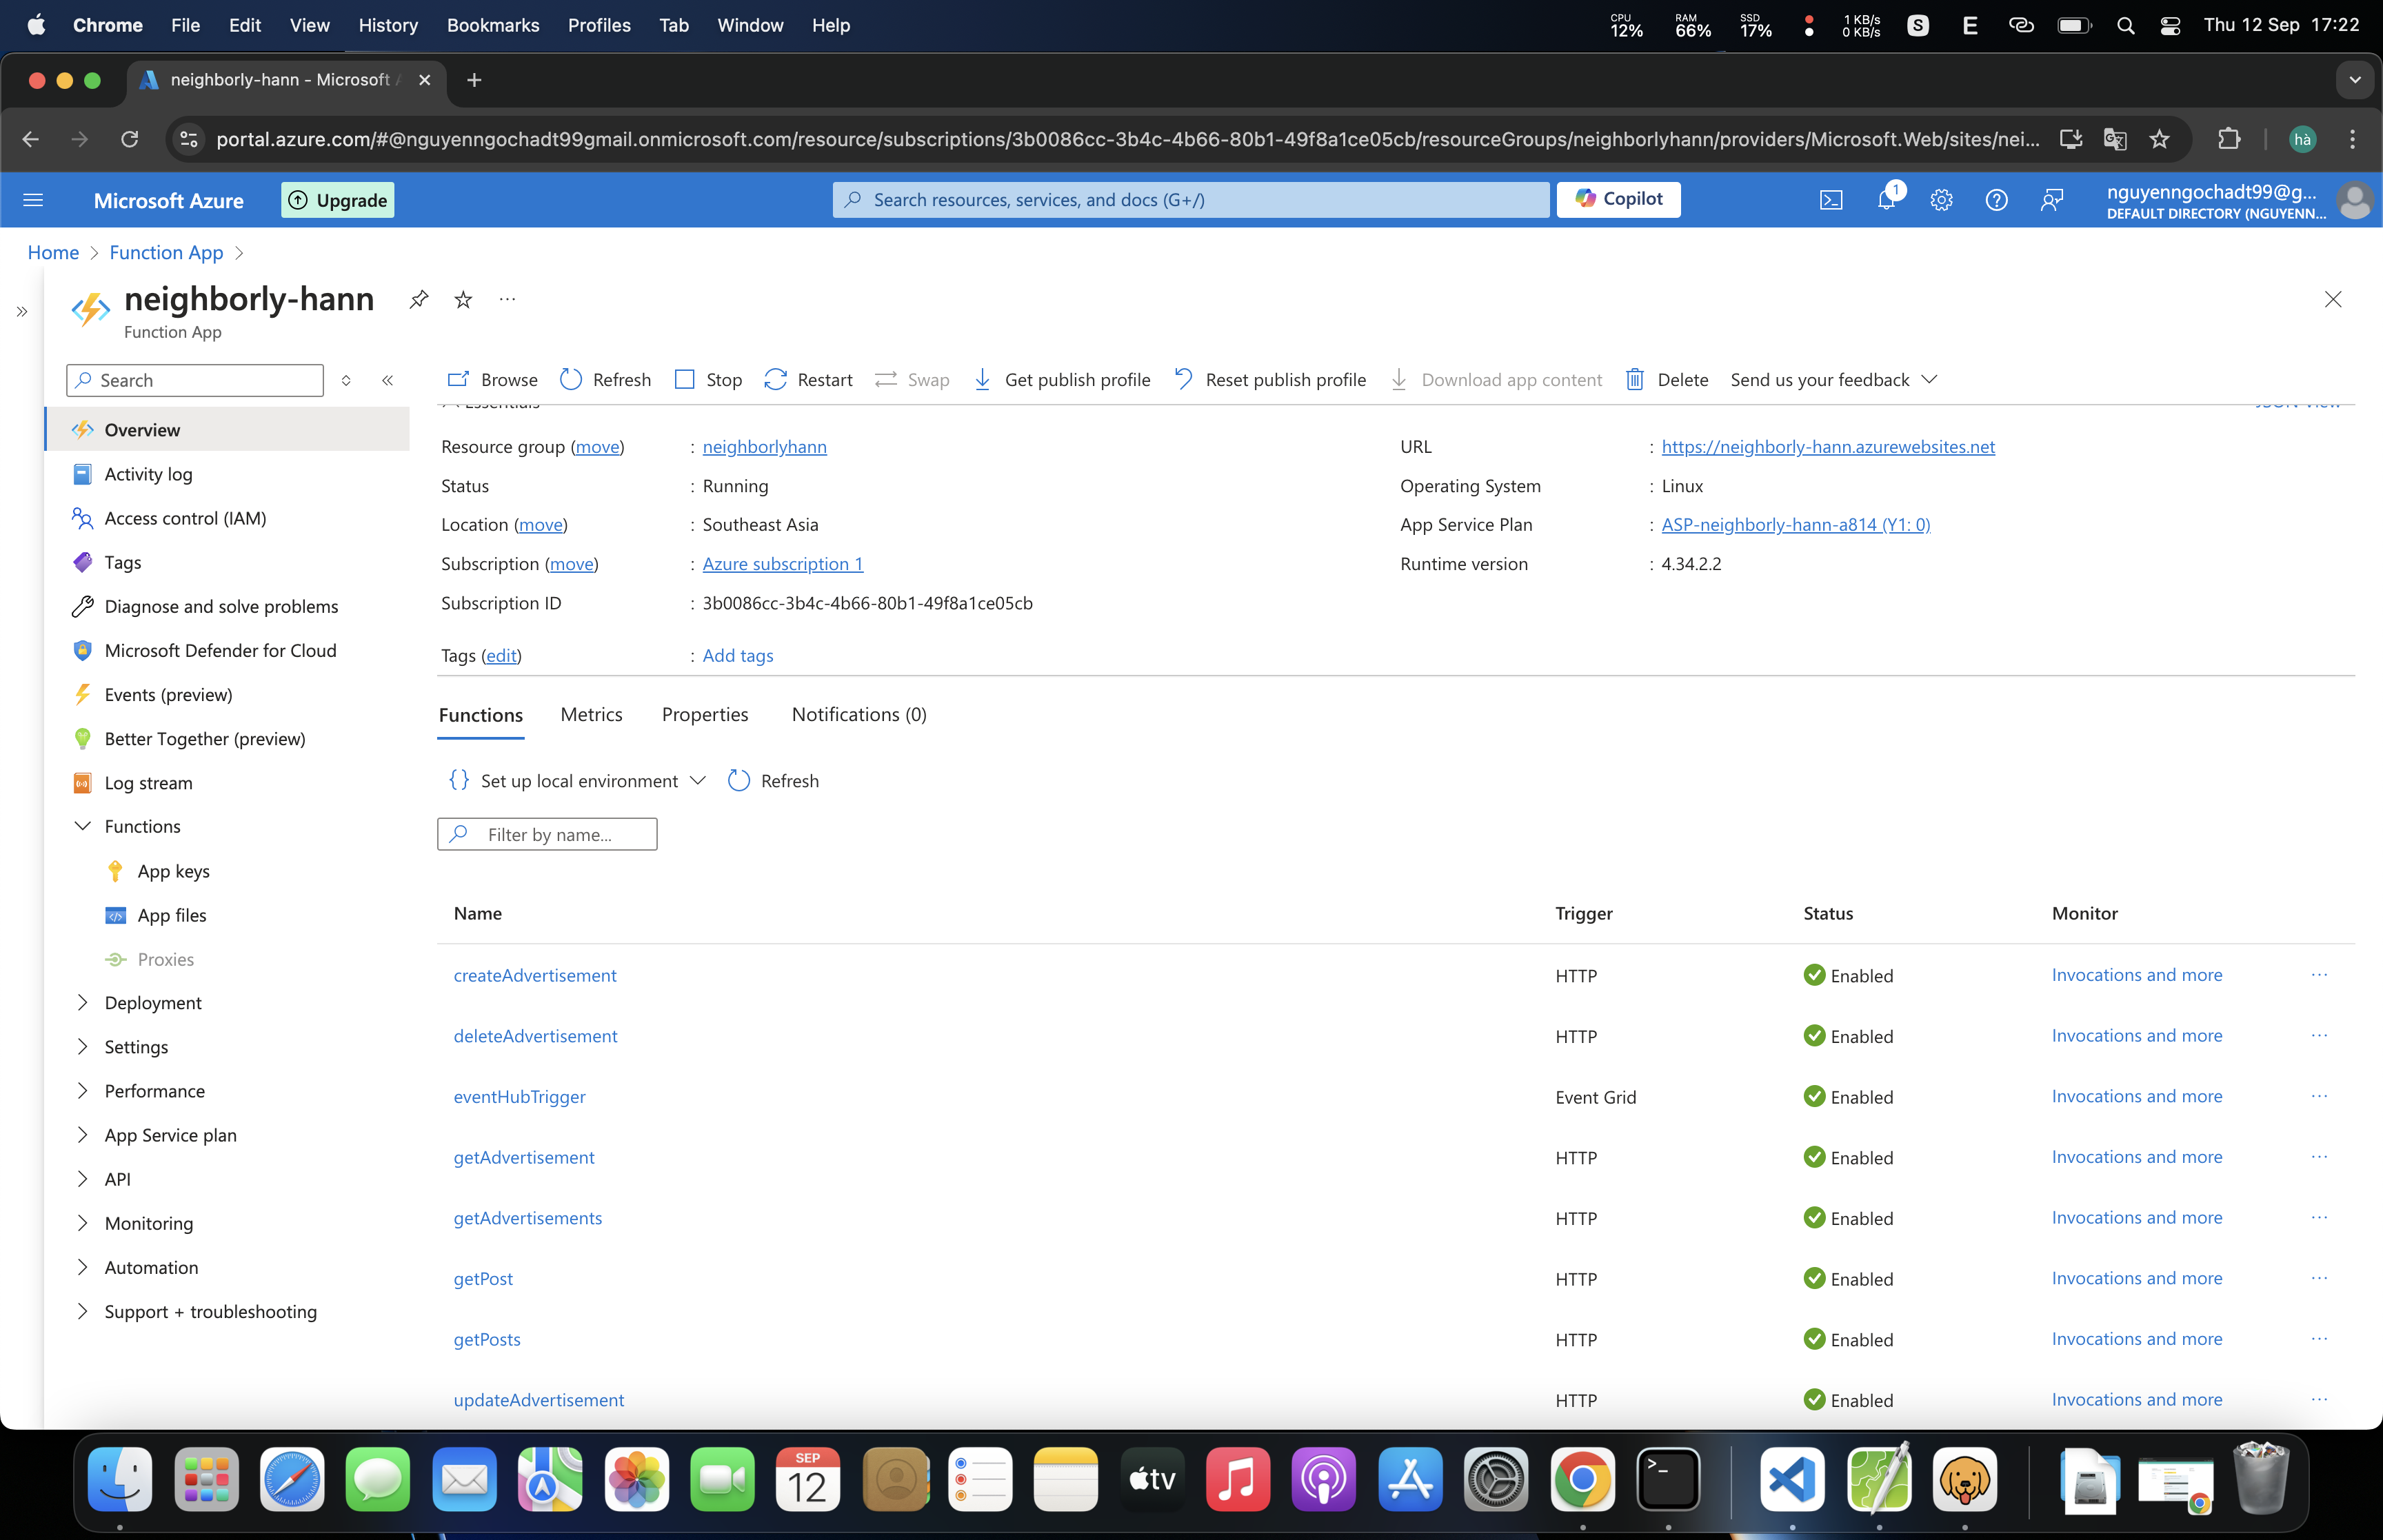 Chrome File Edit View History Bookmarks Profiles Tab Window Help CPU 12% RAM 66% SSD 17% 1 KB/s 0 KB/s S E Thu 12 Sep 17:22
neighborly-hann - Microsoft
portal.azure.com/#@nguyenngochadt99gmail.onmicrosoft.com/resource/subscriptions/3b0086cc-3b4c-4b66-80b1-49f8a1ce05cb/resourceGroups/neighborlyhann/providers/Microsoft.Web/sites/nei... hà
Microsoft Azure Upgrade Search resources, services, and docs (G+/) Copilot 1 nguyenngochadt99@g...
DEFAULT DIRECTORY (NGUYENN...
Home > Function App >
neighborly-hann ...
Function App
Search Browse Refresh Stop Restart Swap Get publish profile Reset publish profile Download app content Delete Send us your feedback
Essentials JSON View
Overview
Activity log
Access control (IAM)
Tags
Diagnose and solve problems
Microsoft Defender for Cloud
Events (preview)
Better Together (preview)
Log stream
Functions
App keys
App files
Proxies
Deployment
Settings
Performance
App Service plan
API
Monitoring
Automation
Support + troubleshooting
Resource group (move) : neighborlyhann
Status : Running
Location (move) : Southeast Asia
Subscription (move) : Azure subscription 1
Subscription ID : 3b0086cc-3b4c-4b66-80b1-49f8a1ce05cb
Tags (edit) : Add tags
URL : https://neighborly-hann.azurewebsites.net
Operating System : Linux
App Service Plan : ASP-neighborly-hann-a814 (Y1: 0)
Runtime version : 4.34.2.2
Functions Metrics Properties Notifications (0)
{} Set up local environment Refresh
Filter by name...
Name Trigger Status Monitor
createAdvertisement HTTP Enabled Invocations and more ...
deleteAdvertisement HTTP Enabled Invocations and more ...
eventHubTrigger Event Grid Enabled Invocations and more ...
getAdvertisement HTTP Enabled Invocations and more ...
getAdvertisements HTTP Enabled Invocations and more ...
getPost HTTP Enabled Invocations and more ...
getPosts HTTP Enabled Invocations and more ...
updateAdvertisement HTTP Enabled Invocations and more ...
SEP
12
tv
>_